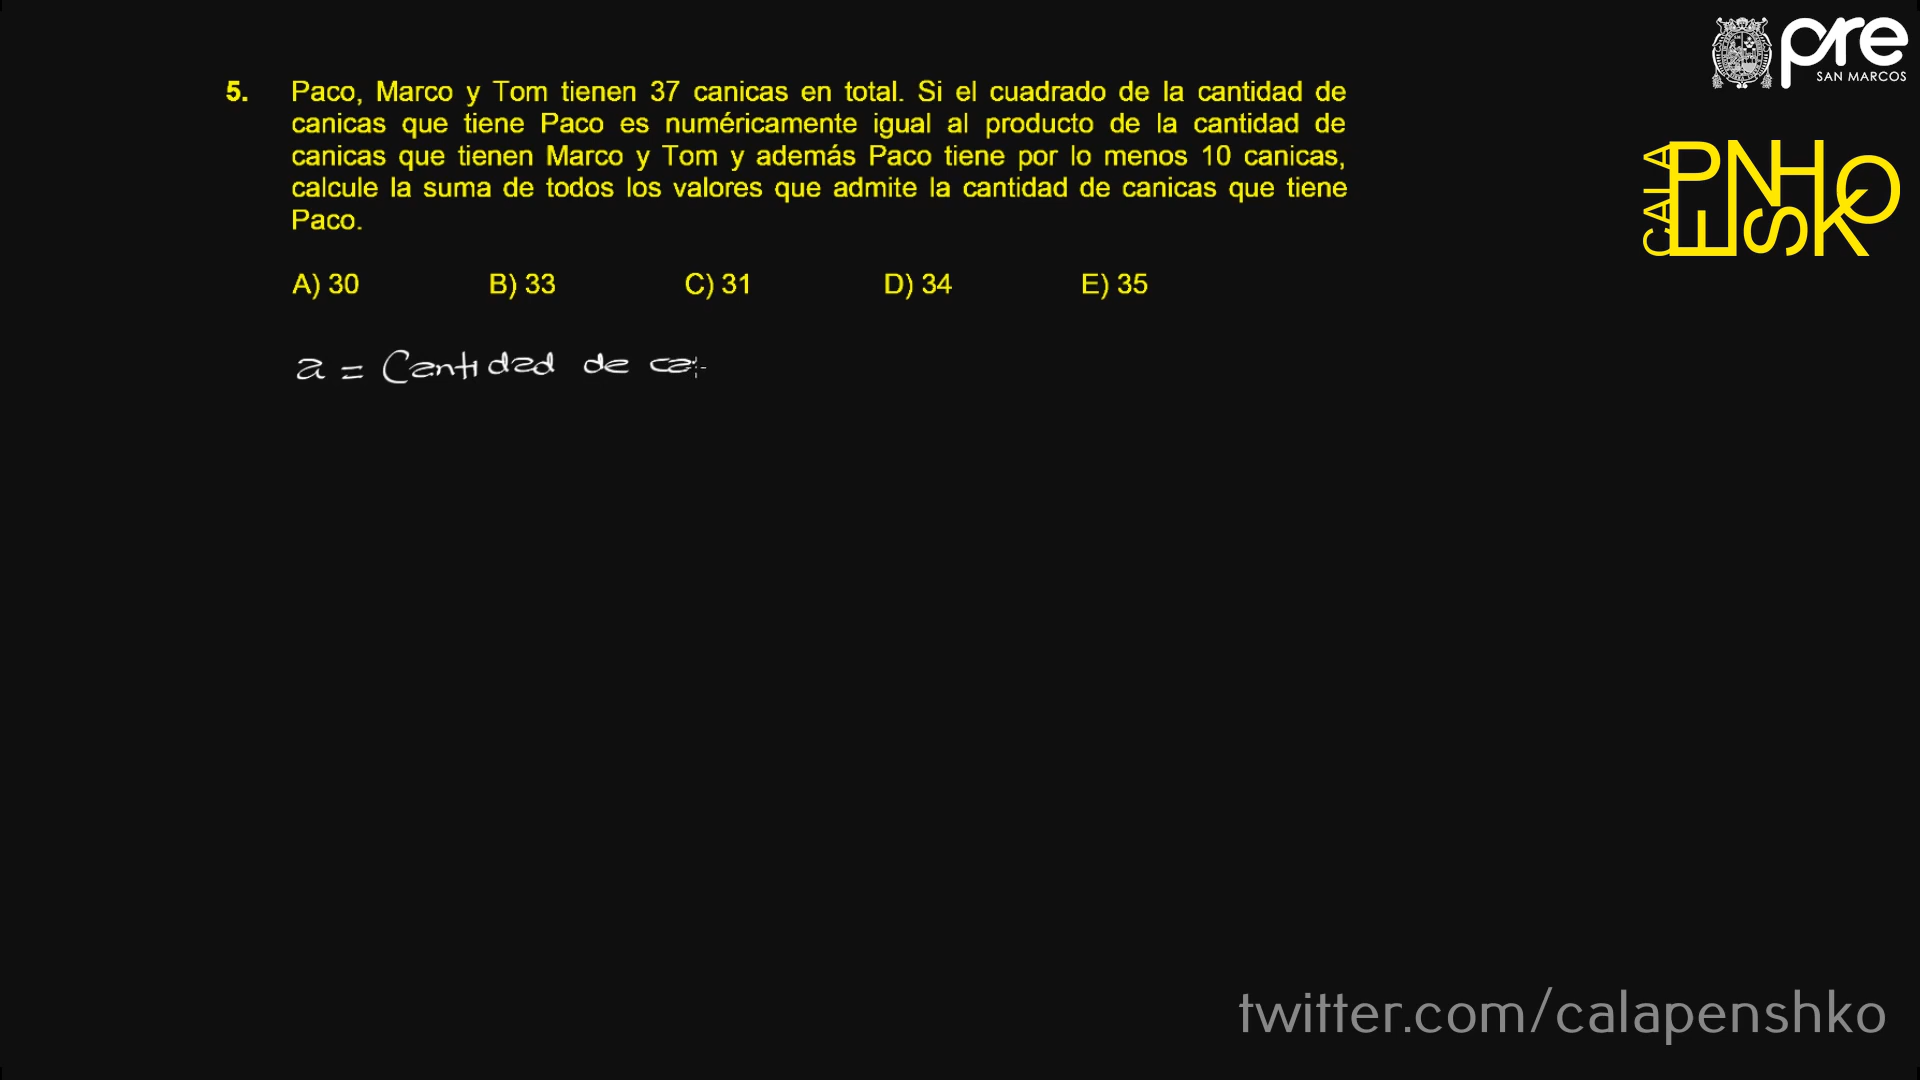 pre
SAN MARCOS
5. Paco, Marco y Tom tienen 37 canicas en total. Si el cuadrado de la cantidad de
canicas que tiene Paco es numéricamente igual al producto de la cantidad de
canicas que tienen Marco y Tom y además Paco tiene por lo menos 10 canicas,
calcule la suma de todos los valores que admite la cantidad de canicas que tiene
Paco.
CALA
PENSHKO
A) 30 B) 33 C) 31 D) 34 E) 35
a = Cantidad de ca
twitter.com/calapenshko